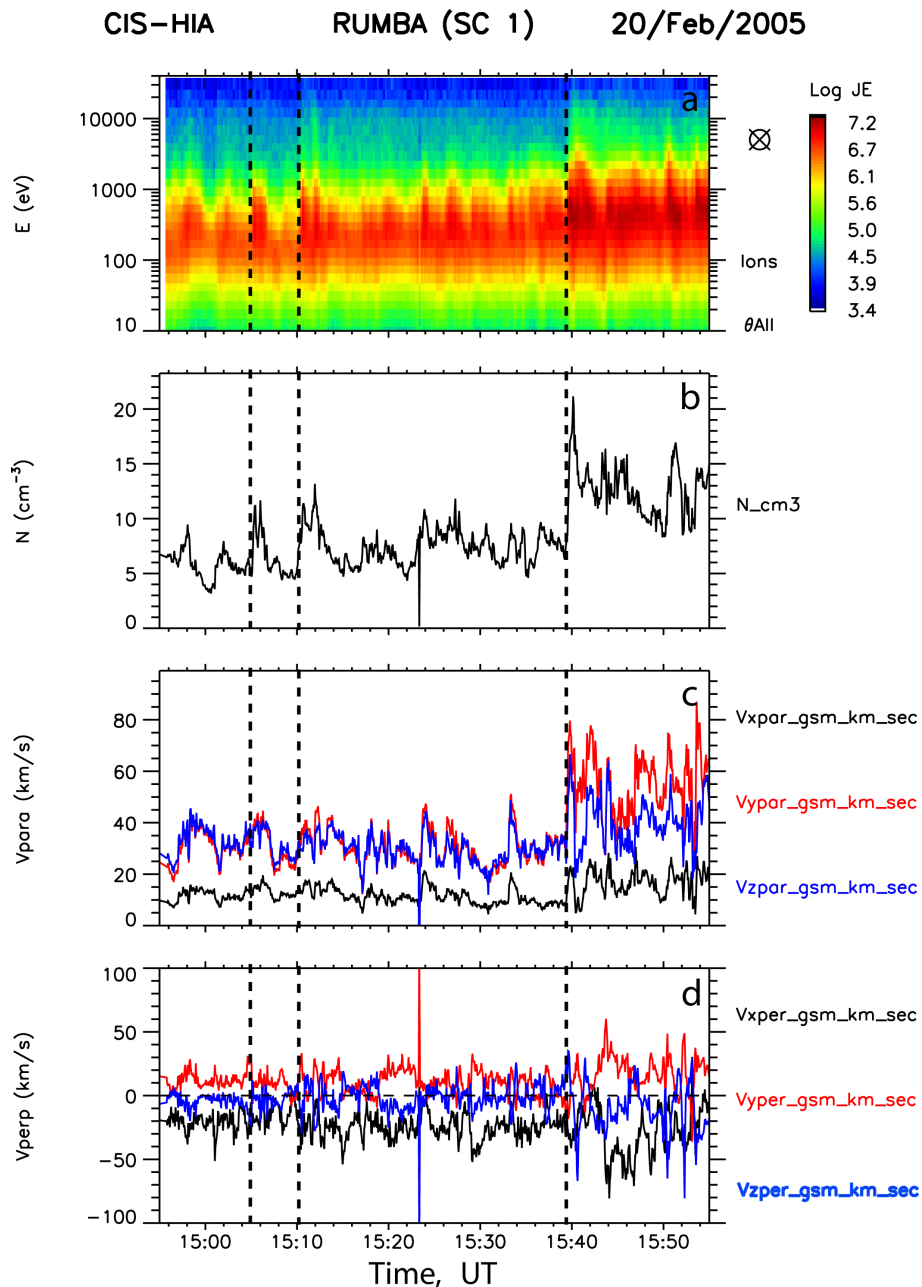 CIS-HIA RUMBA (SC 1) 20/Feb/2005
a
Log JE
10000
1000
100
10
E (eV)
Ions
θAll
7.2
6.7
6.1
5.6
5.0
4.5
3.9
3.4
b
20
15
10
5
0
N (cm⁻³)
N_cm3
c
80
60
40
20
0
Vpara (km/s)
Vxpar_gsm_km_sec
Vypar_gsm_km_sec
Vzpar_gsm_km_sec
d
100
50
0
-50
-100
Vperp (km/s)
Vxper_gsm_km_sec
Vyper_gsm_km_sec
Vzper_gsm_km_sec
15:00 15:10 15:20 15:30 15:40 15:50
Time, UT